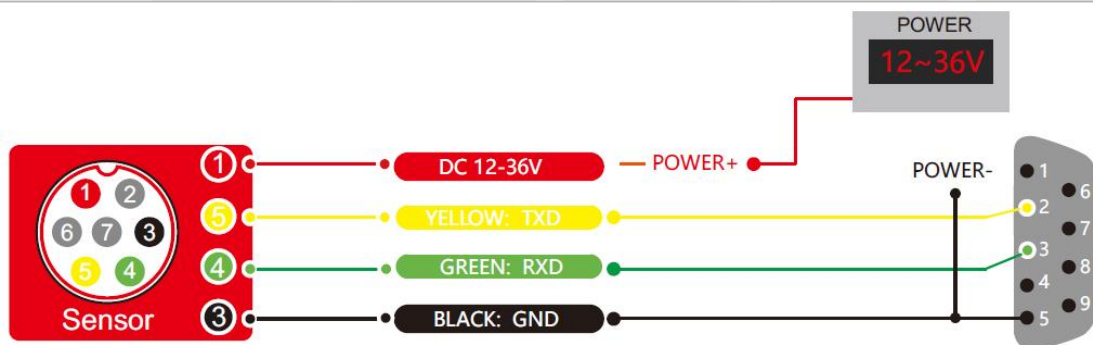 POWER
12~36V
1 DC 12-36V POWER+
POWER-
1 2
6 7 3
5 4
5 YELLOW: TXD
4 GREEN: RXD
3 BLACK: GND
Sensor
1
6
2
7
3
8
4
9
5